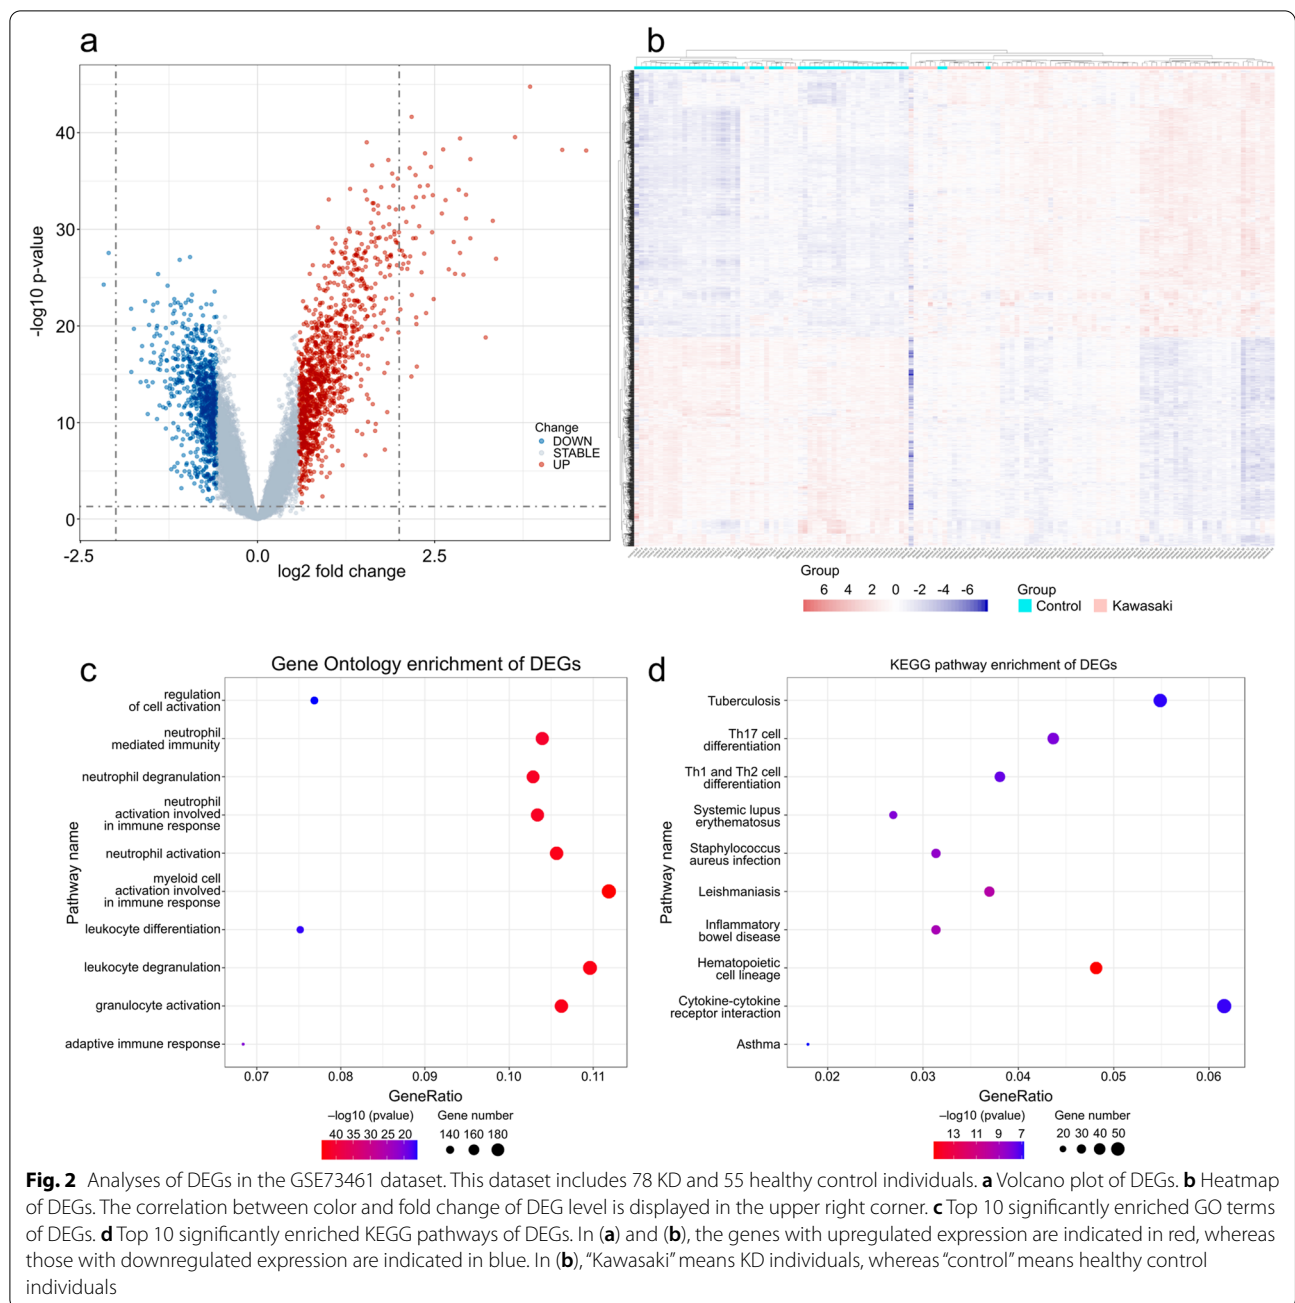 a
b
40
30
20
10
0
-log10 p-value
-2.5
0.0
2.5
log2 fold change
Change
DOWN
STABLE
UP
Group
6 4 2 0 -2 -4 -6
Group
Control Kawasaki
c
Gene Ontology enrichment of DEGs
Pathway name
regulation
of cell activation
neutrophil
mediated immunity
neutrophil degranulation
neutrophil
activation involved
in immune response
neutrophil activation
myeloid cell
activation involved
in immune response
leukocyte differentiation
leukocyte degranulation
granulocyte activation
adaptive immune response
0.07 0.08 0.09 0.10 0.11
GeneRatio
−log10 (pvalue)
40 35 30 25 20
Gene number
140 160 180
d
KEGG pathway enrichment of DEGs
Pathway name
Tuberculosis
Th17 cell
differentiation
Th1 and Th2 cell
differentiation
Systemic lupus
erythematosus
Staphylococcus
aureus infection
Leishmaniasis
Inflammatory
bowel disease
Hematopoietic
cell lineage
Cytokine-cytokine
receptor interaction
Asthma
0.02 0.03 0.04 0.05 0.06
GeneRatio
−log10 (pvalue)
13 11 9 7
Gene number
20 30 40 50
Fig. 2 Analyses of DEGs in the GSE73461 dataset. This dataset includes 78 KD and 55 healthy control individuals. a Volcano plot of DEGs. b Heatmap
of DEGs. The correlation between color and fold change of DEG level is displayed in the upper right corner. c Top 10 significantly enriched GO terms
of DEGs. d Top 10 significantly enriched KEGG pathways of DEGs. In (a) and (b), the genes with upregulated expression are indicated in red, whereas
those with downregulated expression are indicated in blue. In (b), “Kawasaki” means KD individuals, whereas “control” means healthy control
individuals